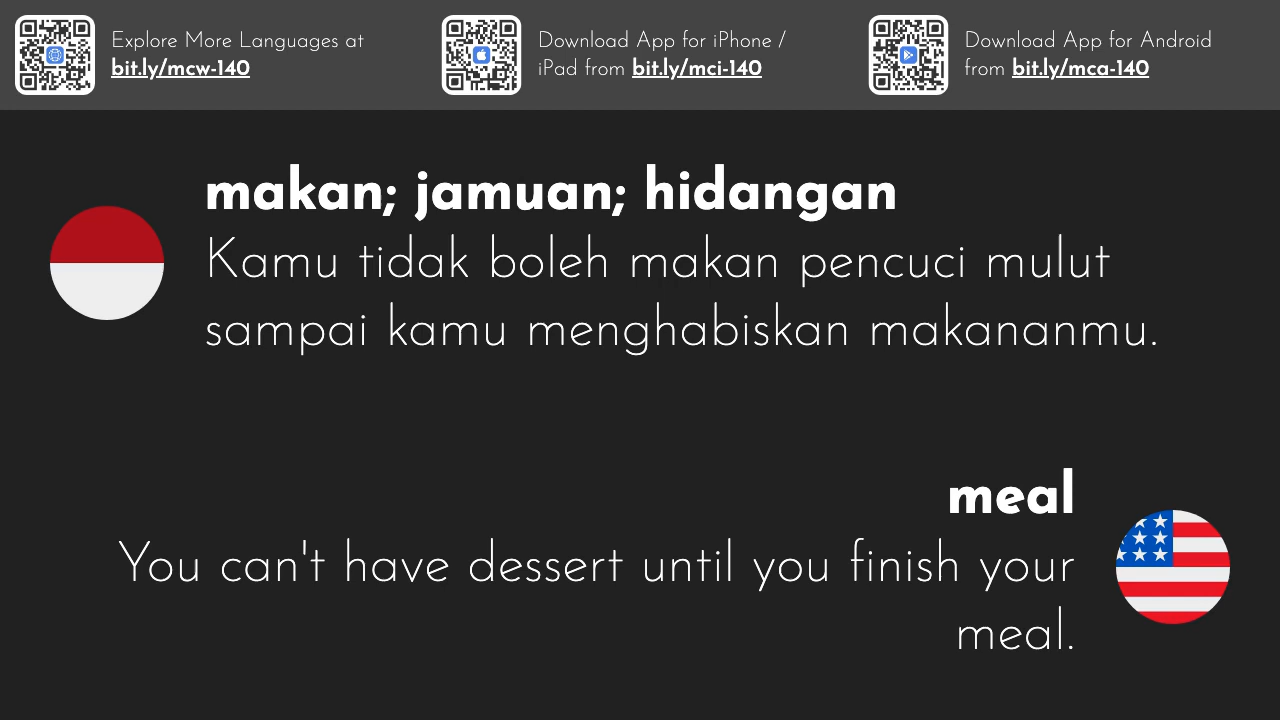 Explore More Languages at
bit.ly/mcw-140
Download App for iPhone /
iPad from bit.ly/mci-140
Download App for Android
from bit.ly/mca-140
makan; jamuan; hidangan
Kamu tidak boleh makan pencuci mulut
sampai kamu menghabiskan makananmu.
meal
You can't have dessert until you finish your
meal.